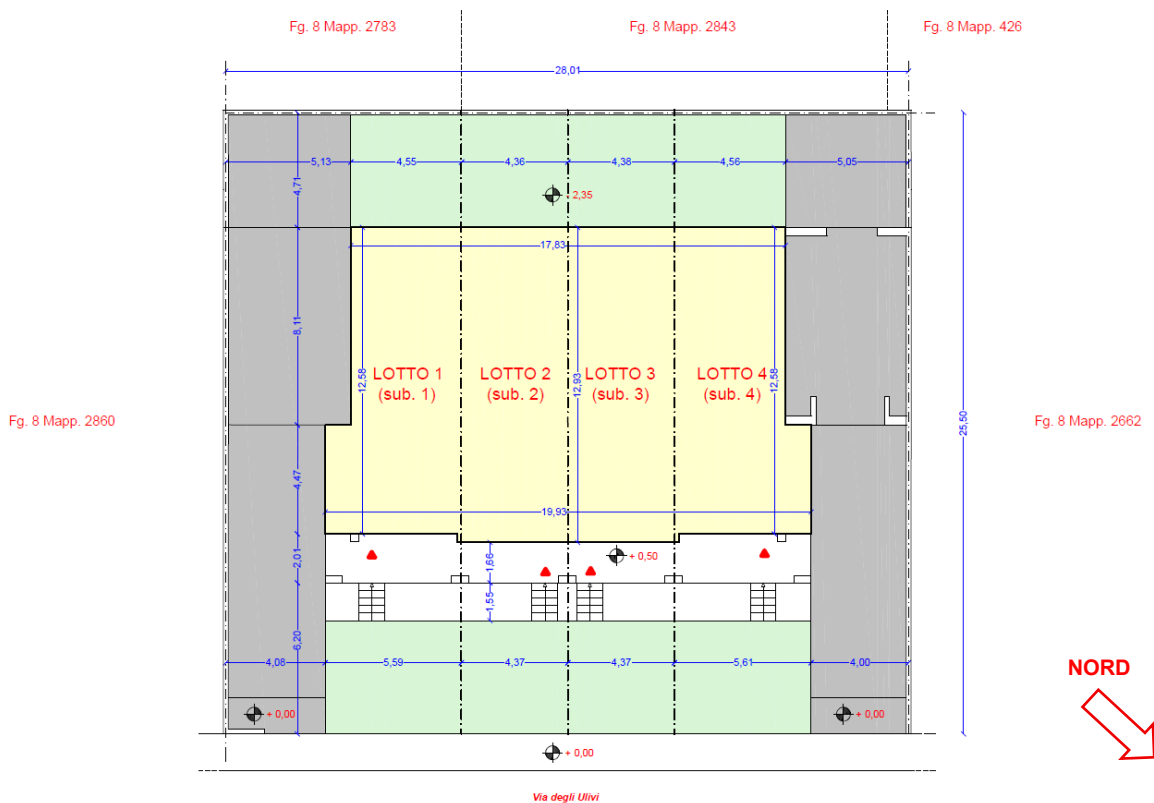 Fg. 8 Mapp. 2783
Fg. 8 Mapp. 2843
Fg. 8 Mapp. 426
28,01
5,13
4,55
4,36
4,38
4,56
5,05
4,71
- 2,35
17,83
8,11
12,58
12,93
12,58
25,50
LOTTO 1
(sub. 1)
LOTTO 2
(sub. 2)
LOTTO 3
(sub. 3)
LOTTO 4
(sub. 4)
Fg. 8 Mapp. 2860
Fg. 8 Mapp. 2662
4,47
19,93
2,01
1,66
+ 0,50
1,55
6,20
4,08
5,59
4,37
4,37
5,61
4,00
NORD
+ 0,00
+ 0,00
+ 0,00
Via degli Ulivi